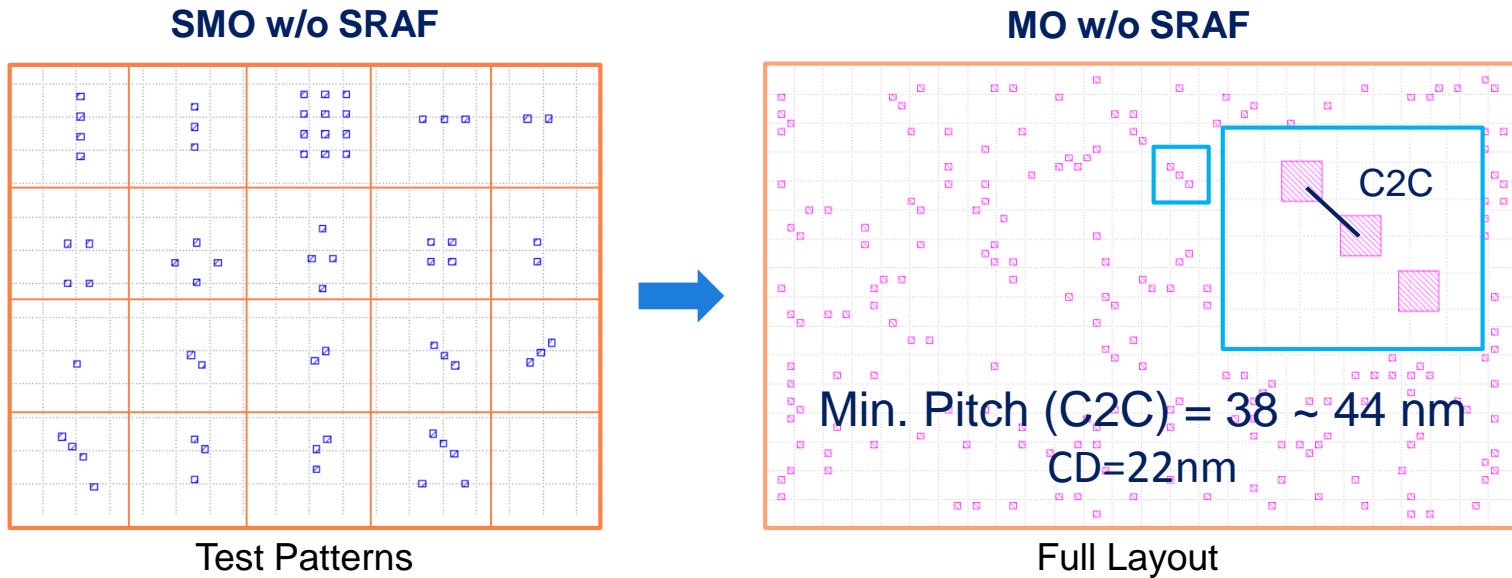 SMO w/o SRAF
MO w/o SRAF
C2C
Min. Pitch (C2C) = 38 ~ 44 nm
CD=22nm
Test Patterns
Full Layout